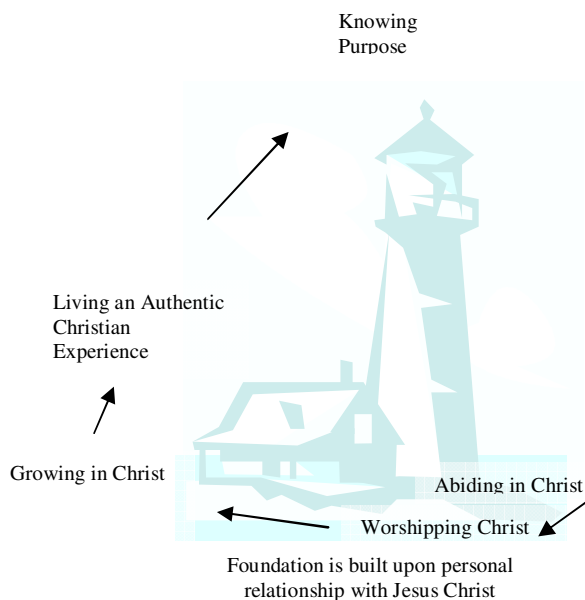 Knowing
Purpose
Living an Authentic
Christian
Experience
Growing in Christ
Abiding in Christ
Worshipping Christ
Foundation is built upon personal
relationship with Jesus Christ